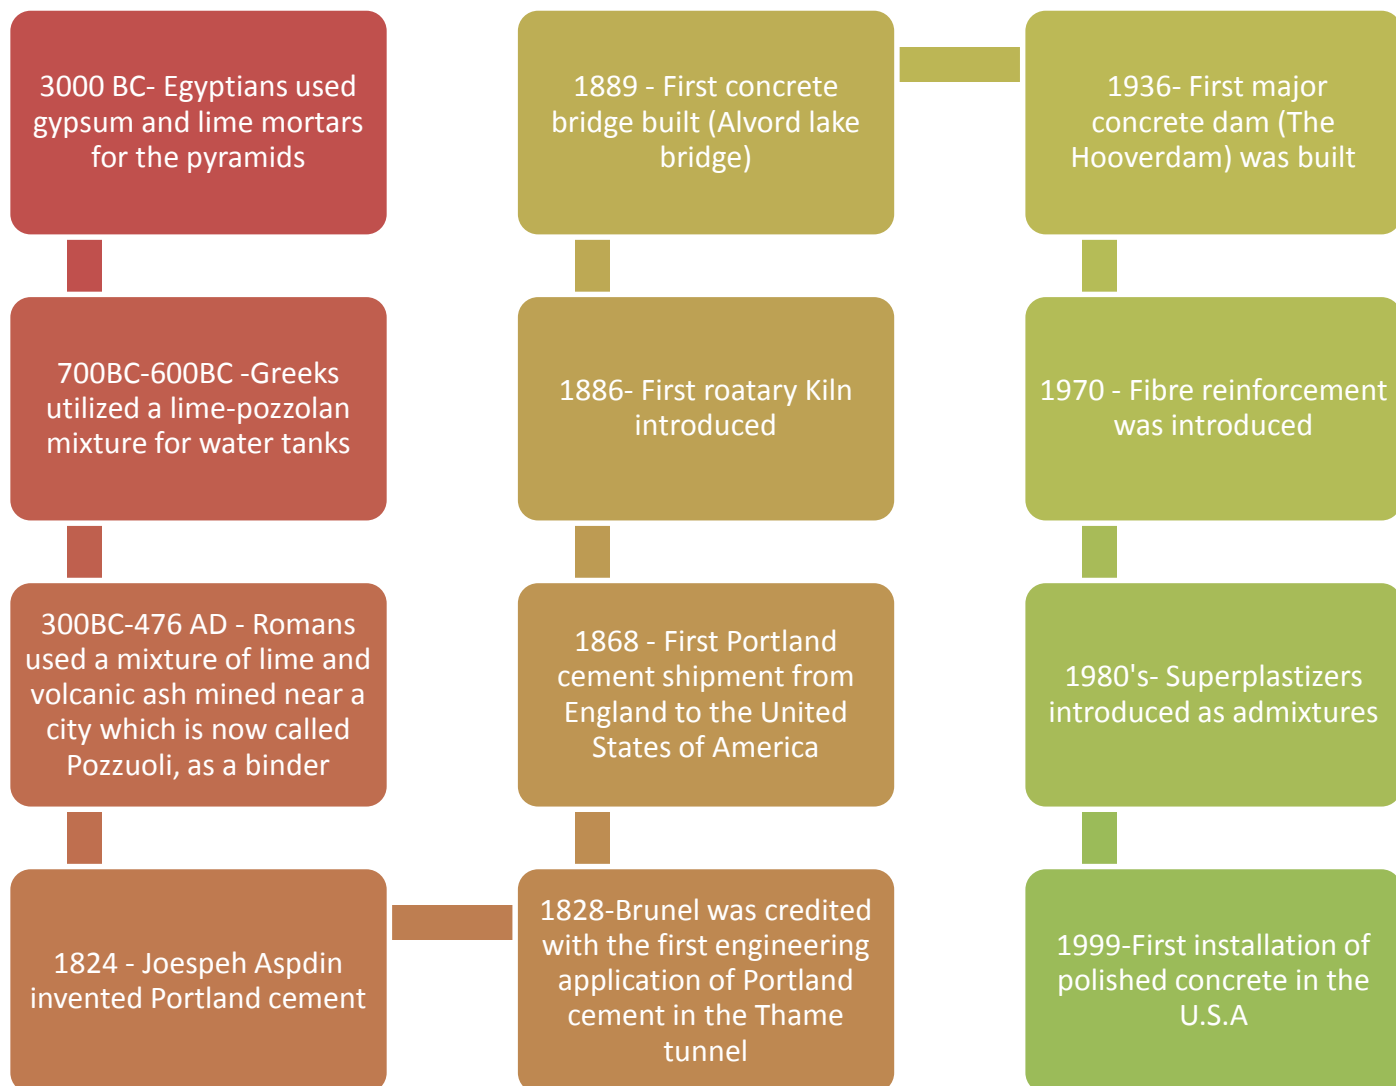 3000 BC- Egyptians used
gypsum and lime mortars
for the pyramids
700BC-600BC -Greeks
utilized a lime-pozzolan
mixture for water tanks
300BC-476 AD - Romans
used a mixture of lime and
volcanic ash mined near a
city which is now called
Pozzuoli, as a binder
1824 - Joespeh Aspdin
invented Portland cement
1828-Brunel was credited
with the first engineering
application of Portland
cement in the Thame
tunnel
1868 - First Portland
cement shipment from
England to the United
States of America
1886- First roatary Kiln
introduced
1889 - First concrete
bridge built (Alvord lake
bridge)
1936- First major
concrete dam (The
Hooverdam) was built
1970 - Fibre reinforcement
was introduced
1980's- Superplastizers
introduced as admixtures
1999-First installation of
polished concrete in the
U.S.A